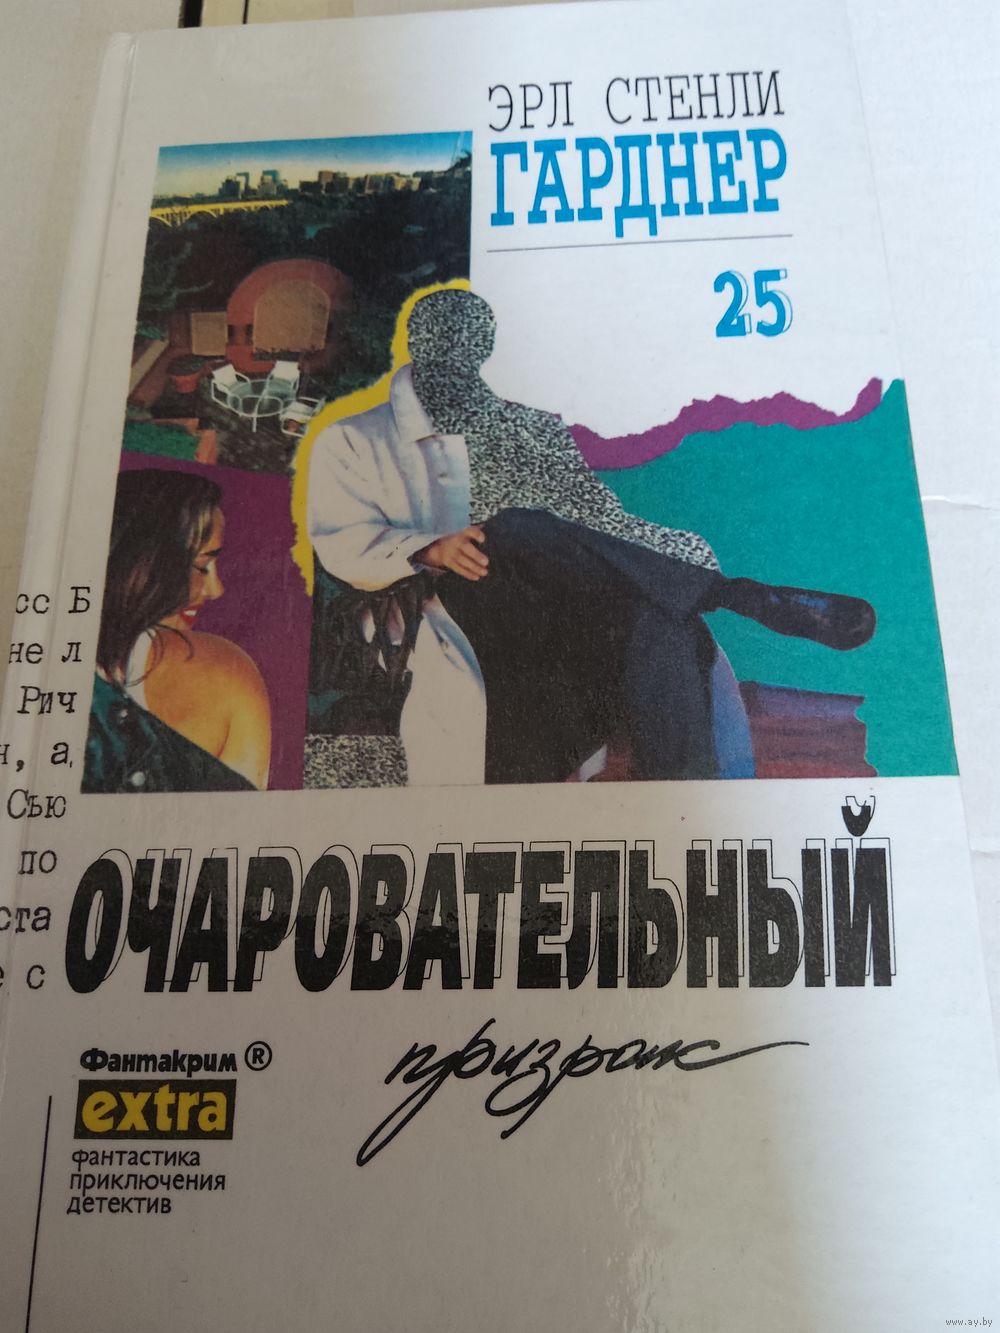 ЭРЛ СТЕНЛИ
ГАРДНЕР
25
сс Б
не л
Рич
н, а,
Сью
по
ста
е с
ОЧАРОВАТЕЛЬНЫЙ
призрак
Фантакрим ®
extra
фантастика
приключения
детектив
www.ay.by